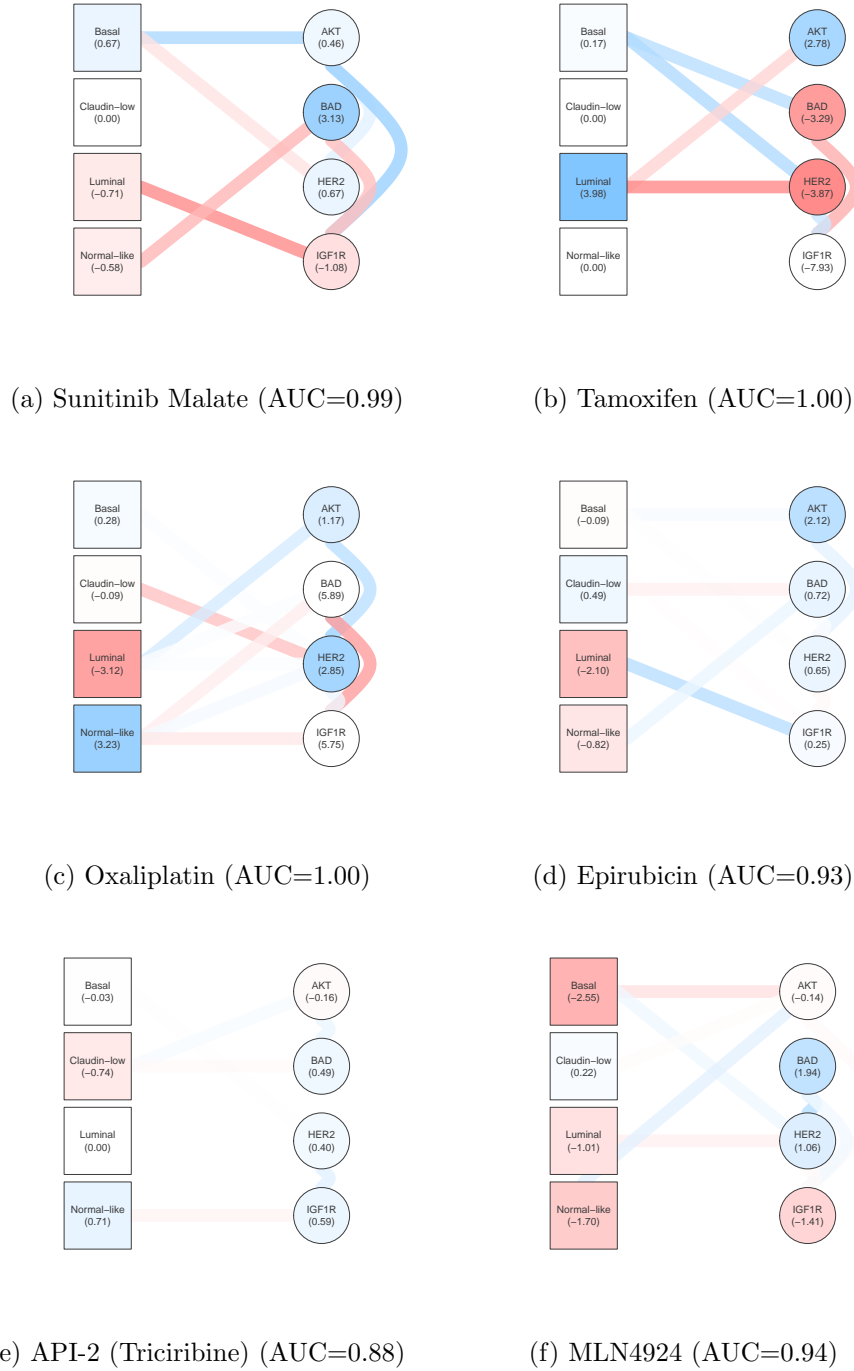 Basal
(0.67)
AKT
(0.46)
Claudin−low
(0.00)
BAD
(3.13)
Luminal
(−0.71)
HER2
(0.67)
Normal−like
(−0.58)
IGF1R
(−1.08)
(a) Sunitinib Malate (AUC=0.99)
Basal
(0.17)
AKT
(2.78)
Claudin−low
(0.00)
BAD
(−3.29)
Luminal
(3.98)
HER2
(−3.87)
Normal−like
(0.00)
IGF1R
(−7.93)
(b) Tamoxifen (AUC=1.00)
Basal
(0.28)
AKT
(1.17)
Claudin−low
(−0.09)
BAD
(5.89)
Luminal
(−3.12)
HER2
(2.85)
Normal−like
(3.23)
IGF1R
(5.75)
(c) Oxaliplatin (AUC=1.00)
Basal
(−0.09)
AKT
(2.12)
Claudin−low
(0.49)
BAD
(0.72)
Luminal
(−2.10)
HER2
(0.65)
Normal−like
(−0.82)
IGF1R
(0.25)
(d) Epirubicin (AUC=0.93)
Basal
(−0.03)
AKT
(−0.16)
Claudin−low
(−0.74)
BAD
(0.49)
Luminal
(0.00)
HER2
(0.40)
Normal−like
(0.71)
IGF1R
(0.59)
e) API-2 (Triciribine) (AUC=0.88)
Basal
(−2.55)
AKT
(−0.14)
Claudin−low
(0.22)
BAD
(1.94)
Luminal
(−1.01)
HER2
(1.06)
Normal−like
(−1.70)
IGF1R
(−1.41)
(f) MLN4924 (AUC=0.94)